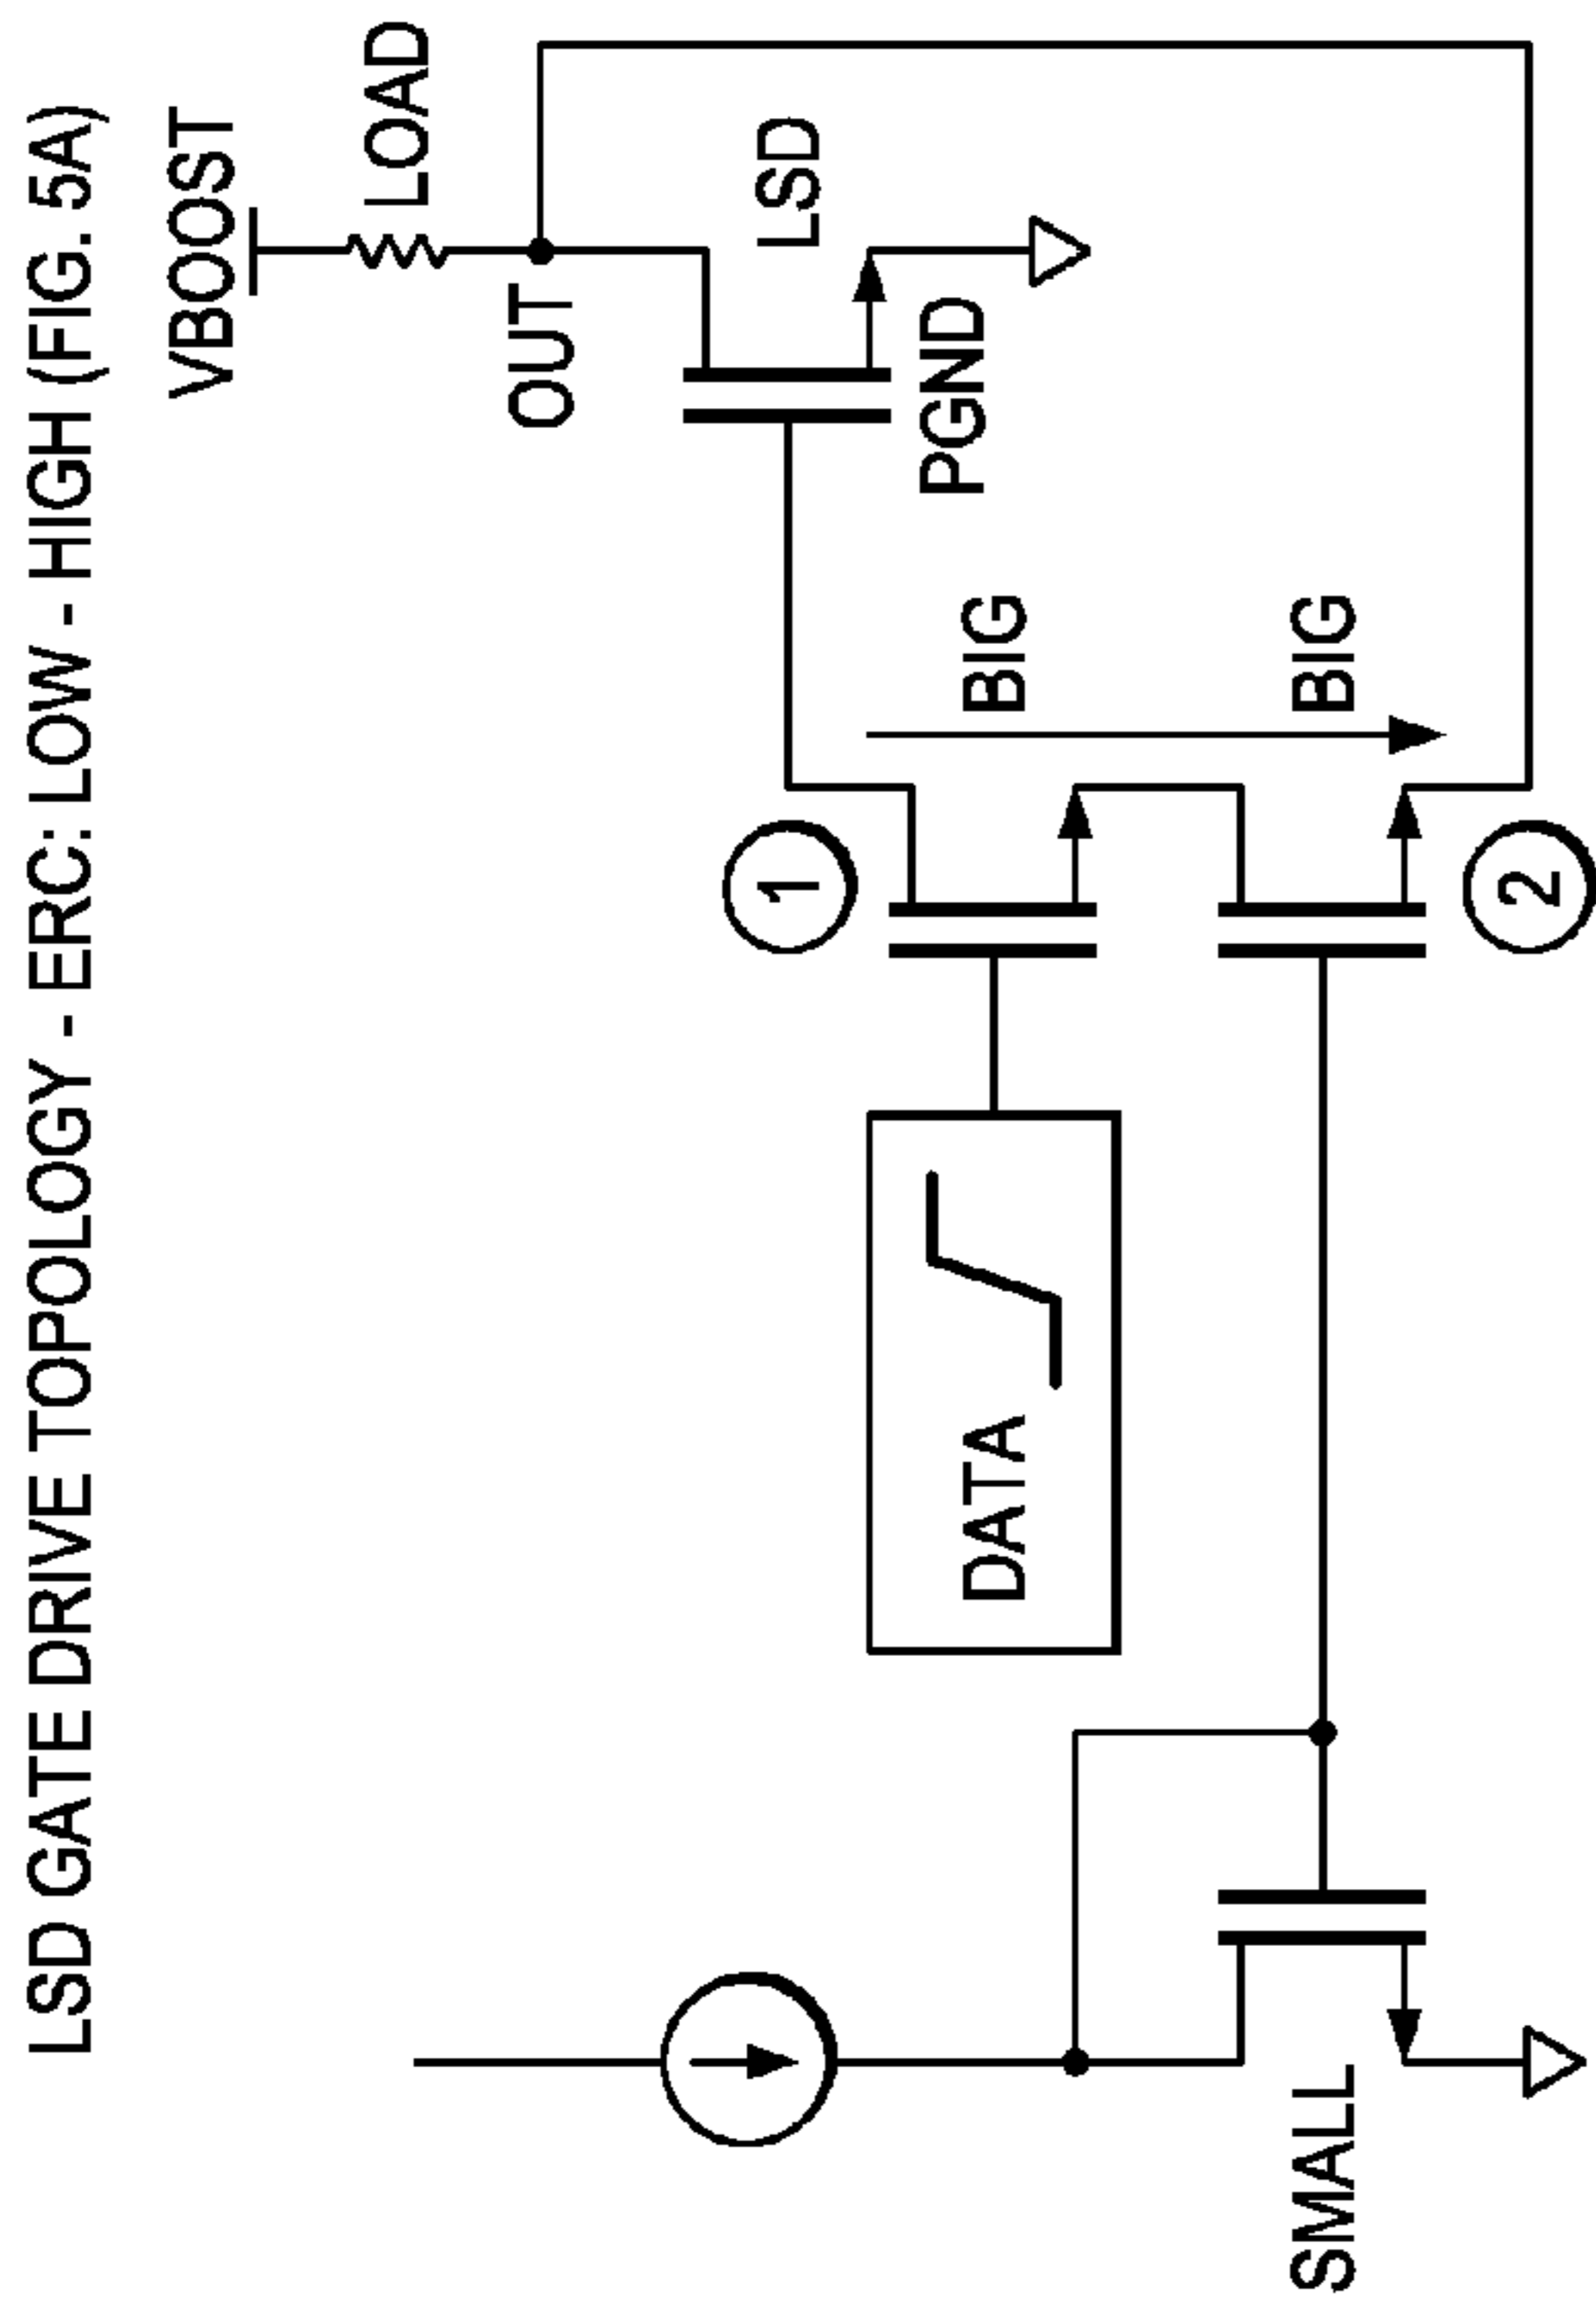 LSD GATE DRIVE TOPOLOGY - ERC: LOW - HIGH (FIG. 5A)
VBOOST
LOAD
OUT
LSD
PGND
1
DATA
BIG
SMALL
BIG
2